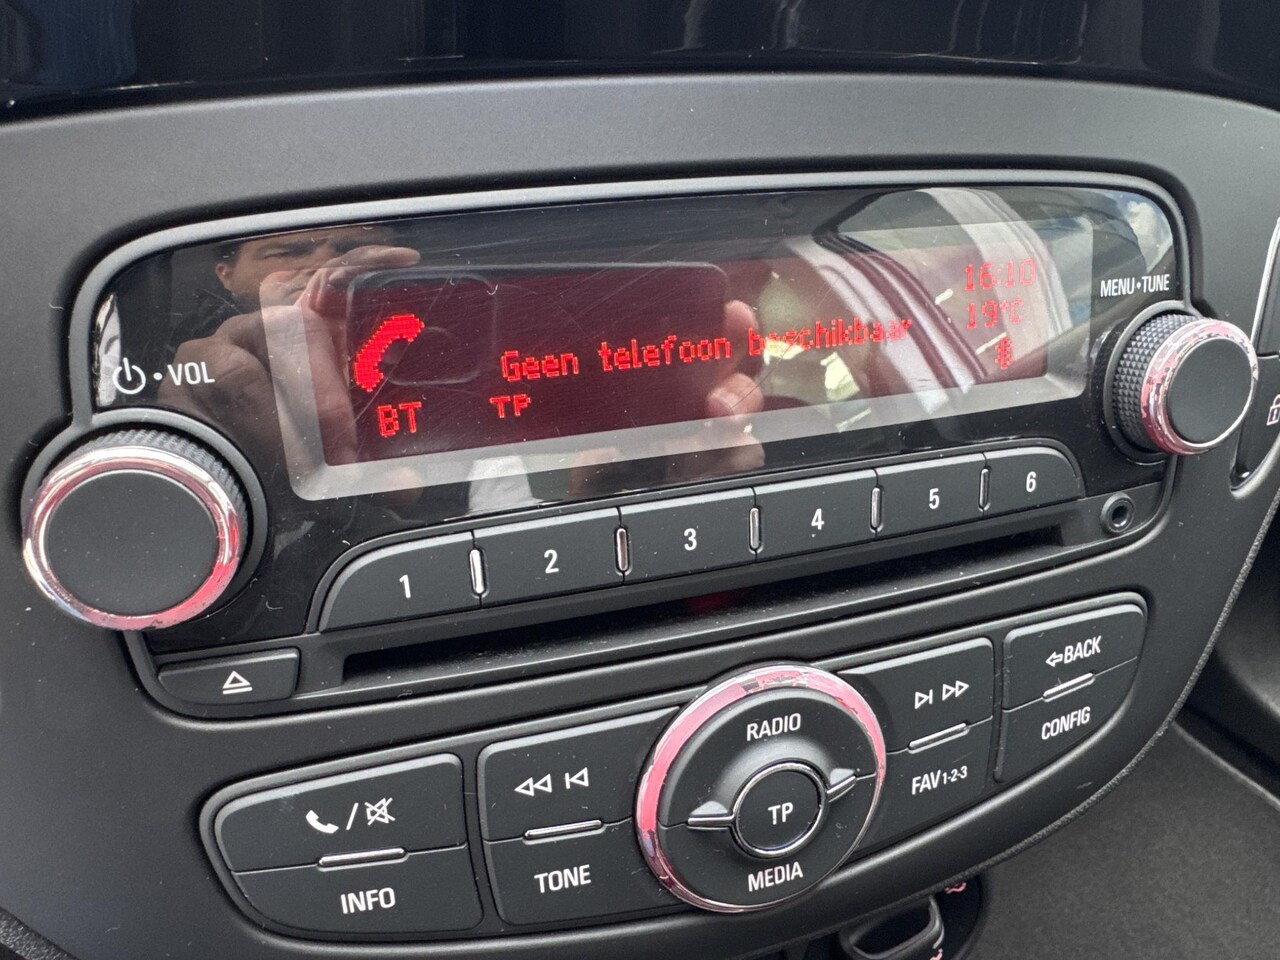 16:10
MENU•TUNE
19°C
Geen telefoon beschikbaar
•VOL
BT
TP
1
2
3
4
5
6
BACK
RADIO
CONFIG
FAV1-2-3
TP
/
TONE
MEDIA
INFO